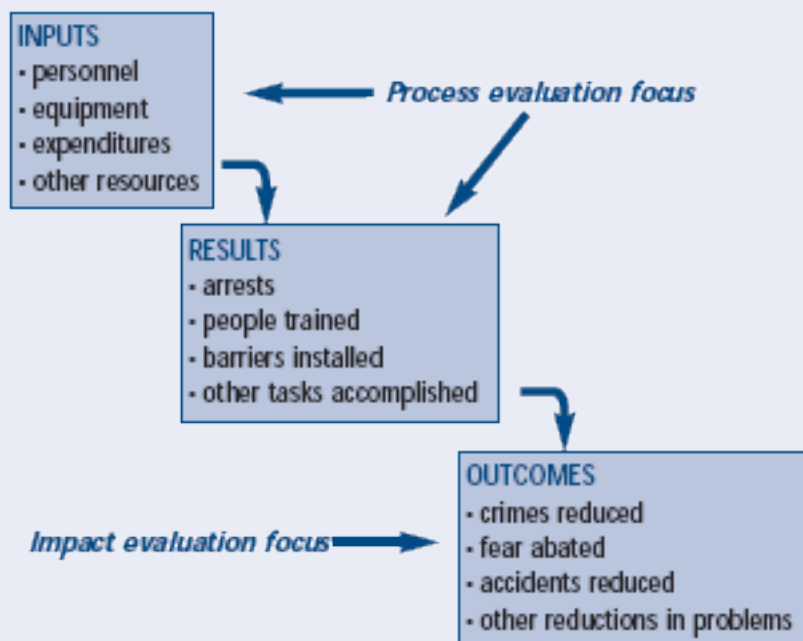 INPUTS
- personnel
- equipment
- expenditures
- other resources
Process evaluation focus
RESULTS
- arrests
- people trained
- barriers installed
- other tasks accomplished
OUTCOMES
- crimes reduced
- fear abated
- accidents reduced
- other reductions in problems
Impact evaluation focus